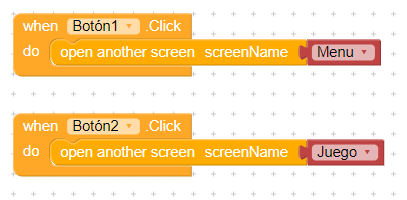 when Botón1 .Click
do open another screen screenName Menu
when Botón2 .Click
do open another screen screenName Juego